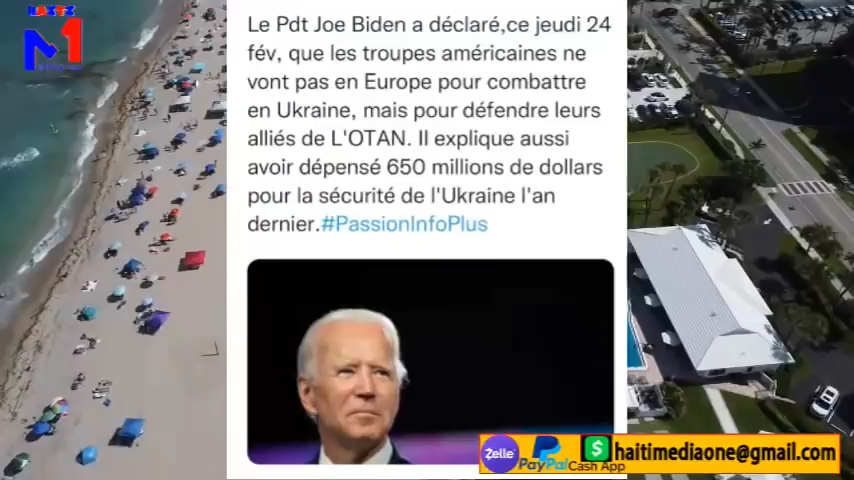 HAITI
M1
Le Pdt Joe Biden a déclaré,ce jeudi 24
fév, que les troupes américaines ne
vont pas en Europe pour combattre
en Ukraine, mais pour défendre leurs
alliés de L'OTAN. Il explique aussi
avoir dépensé 650 millions de dollars
pour la sécurité de l'Ukraine l'an
dernier.#PassionInfoPlus
Zelle
PayPal
$
Cash App
haitimediaone@gmail.com